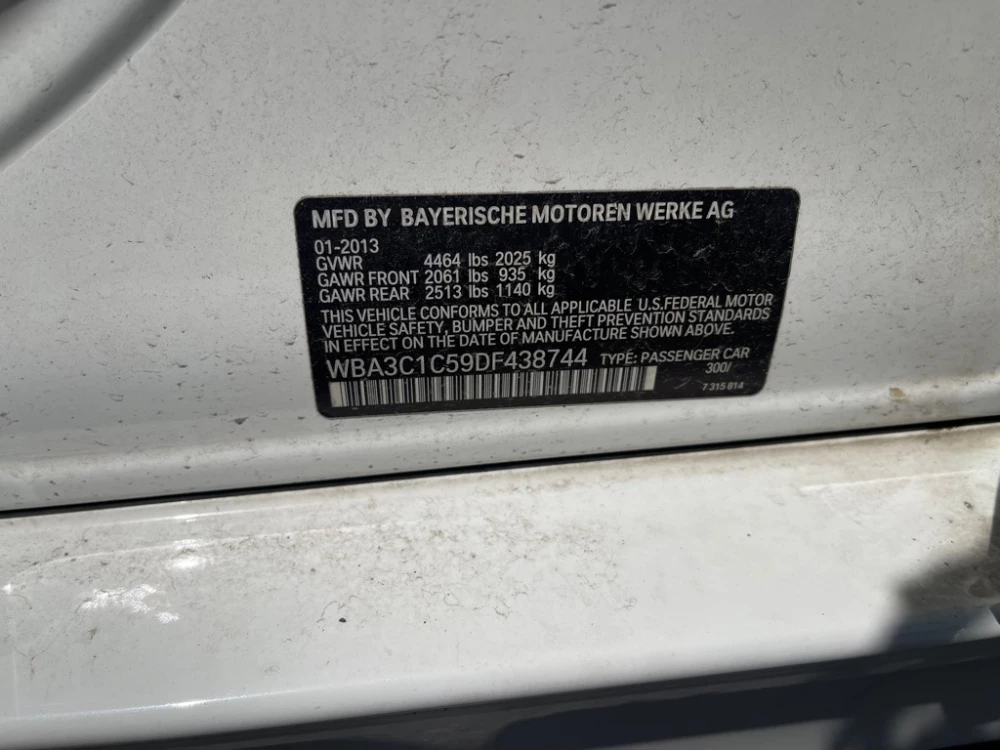 MFD BY BAYERISCHE MOTOREN WERKE AG
01-2013
GVWR 4464 lbs 2025 kg
GAWR FRONT 2061 lbs 935 kg
GAWR REAR 2513 lbs 1140 kg
THIS VEHICLE CONFORMS TO ALL APPLICABLE U.S.FEDERAL MOTOR
VEHICLE SAFETY, BUMPER AND THEFT PREVENTION STANDARDS
IN EFFECT ON THE DATE OF MANUFACTURE SHOWN ABOVE.
WBA3C1C59DF438744 TYPE: PASSENGER CAR
300/
7 315 814